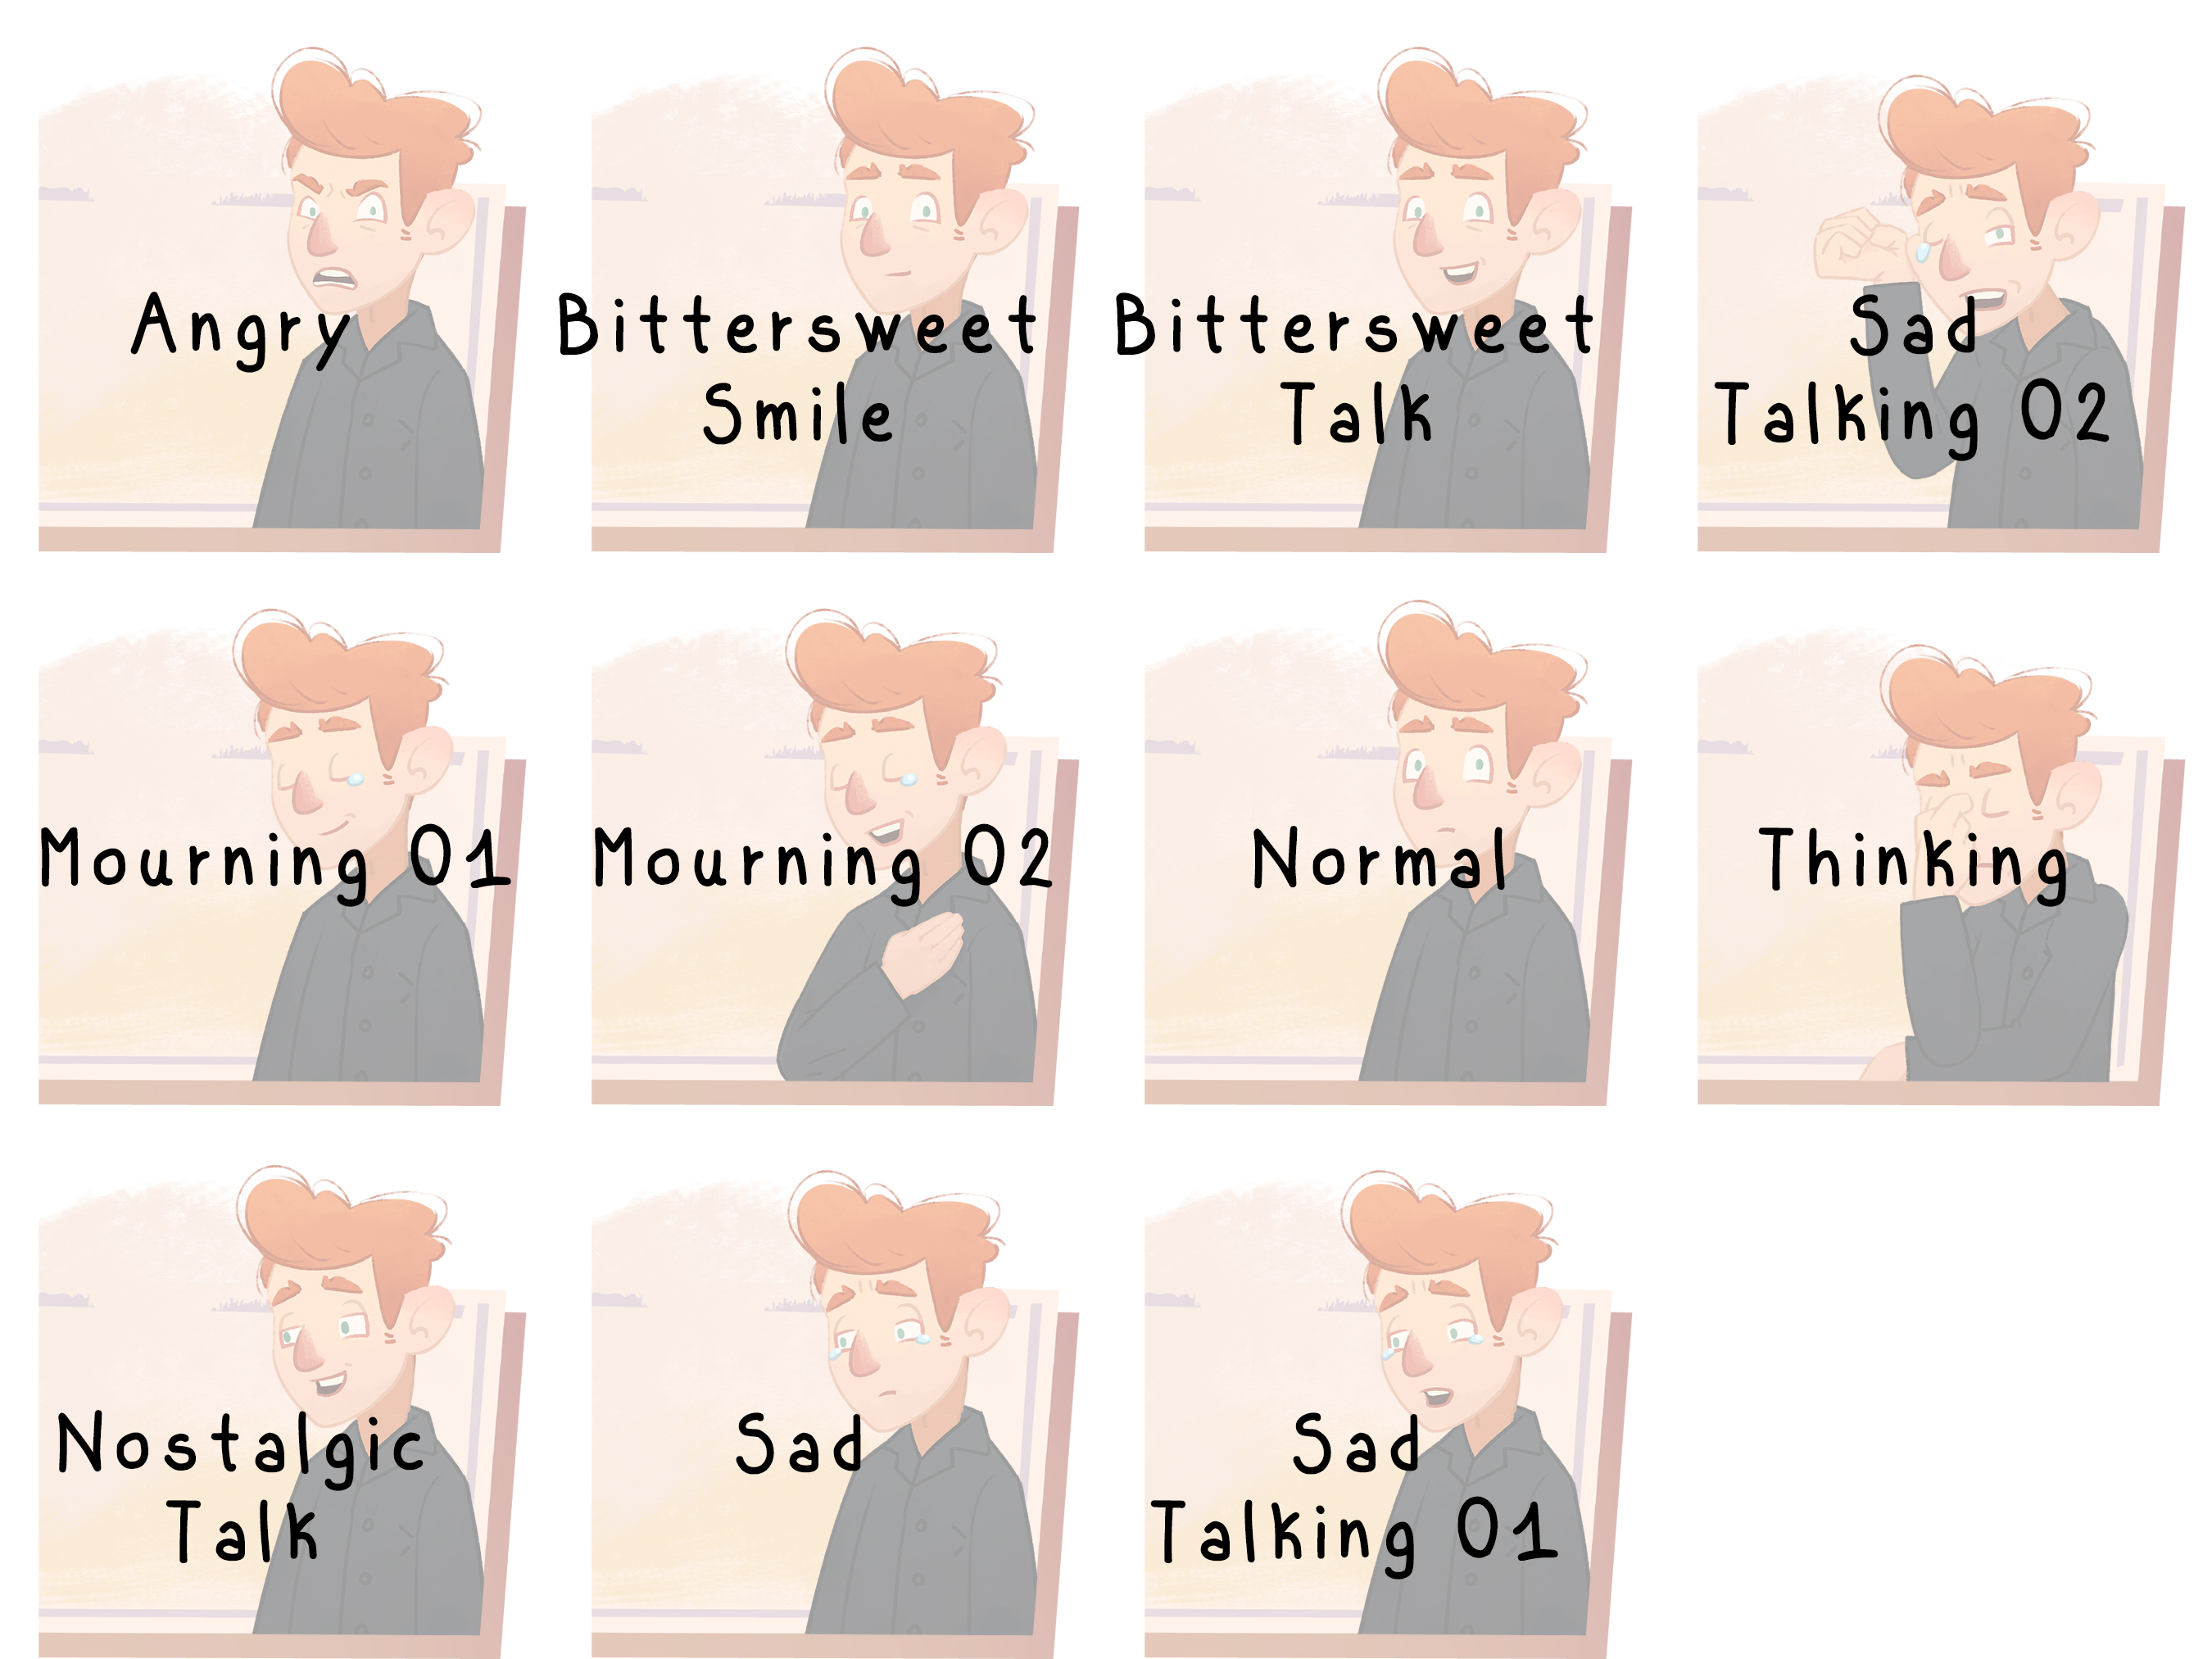 Angry
Bittersweet
Smile
Bittersweet
Talk
Sad
Talking 02
Mourning 01
Mourning 02
Normal
Thinking
Nostalgic
Talk
Sad
Sad
Talking 01